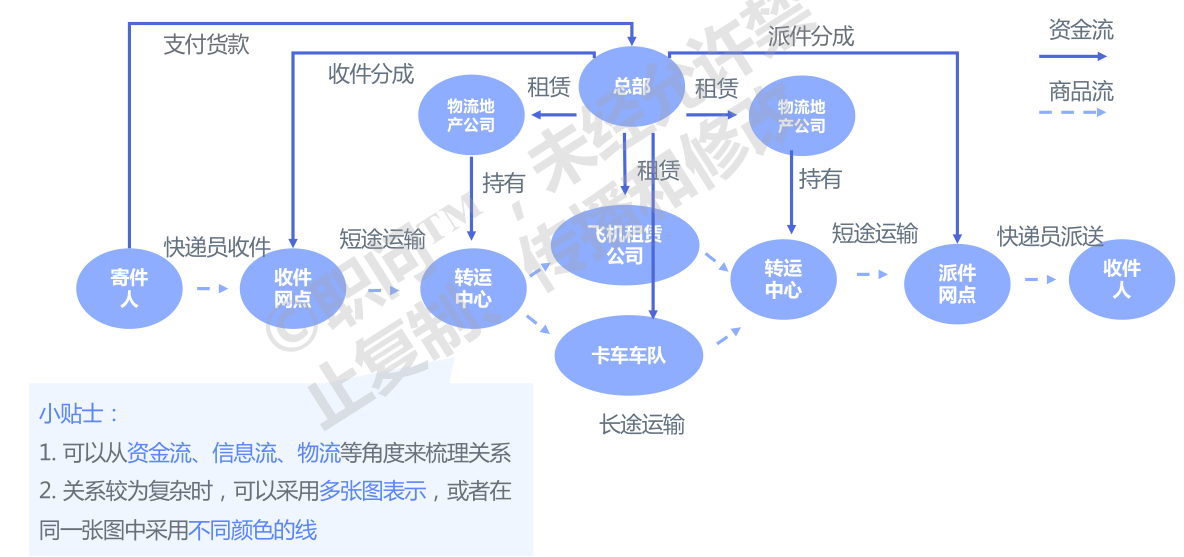 支付货款
派件分成
资金流
收件分成
总部
租赁
租赁
商品流
物流地
产公司
物流地
产公司
租赁
持有
持有
快递员收件
短途运输
飞机租赁
公司
短途运输
快递员派送
寄件
人
收件
网点
转运
中心
转运
中心
派件
网点
收件
人
卡车车队
长途运输
小贴士：
1. 可以从资金流、信息流、物流等角度来梳理关系
2. 关系较为复杂时，可以采用多张图表示，或者在
同一张图中采用不同颜色的线
©职问TM，未经允许禁
止复制、传播和修改